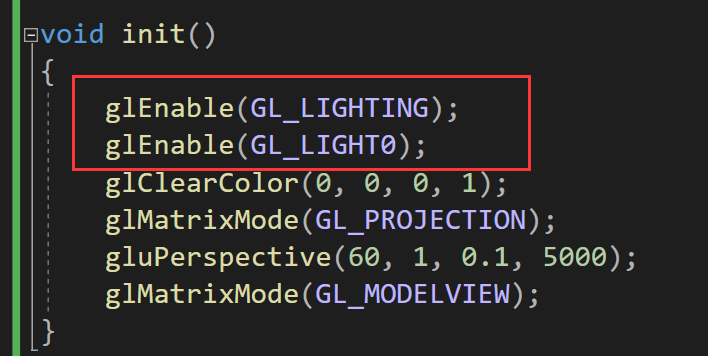 void init()
{
glEnable(GL_LIGHTING);
glEnable(GL_LIGHT0);
glClearColor(0, 0, 0, 1);
glMatrixMode(GL_PROJECTION);
gluPerspective(60, 1, 0.1, 5000);
glMatrixMode(GL_MODELVIEW);
}